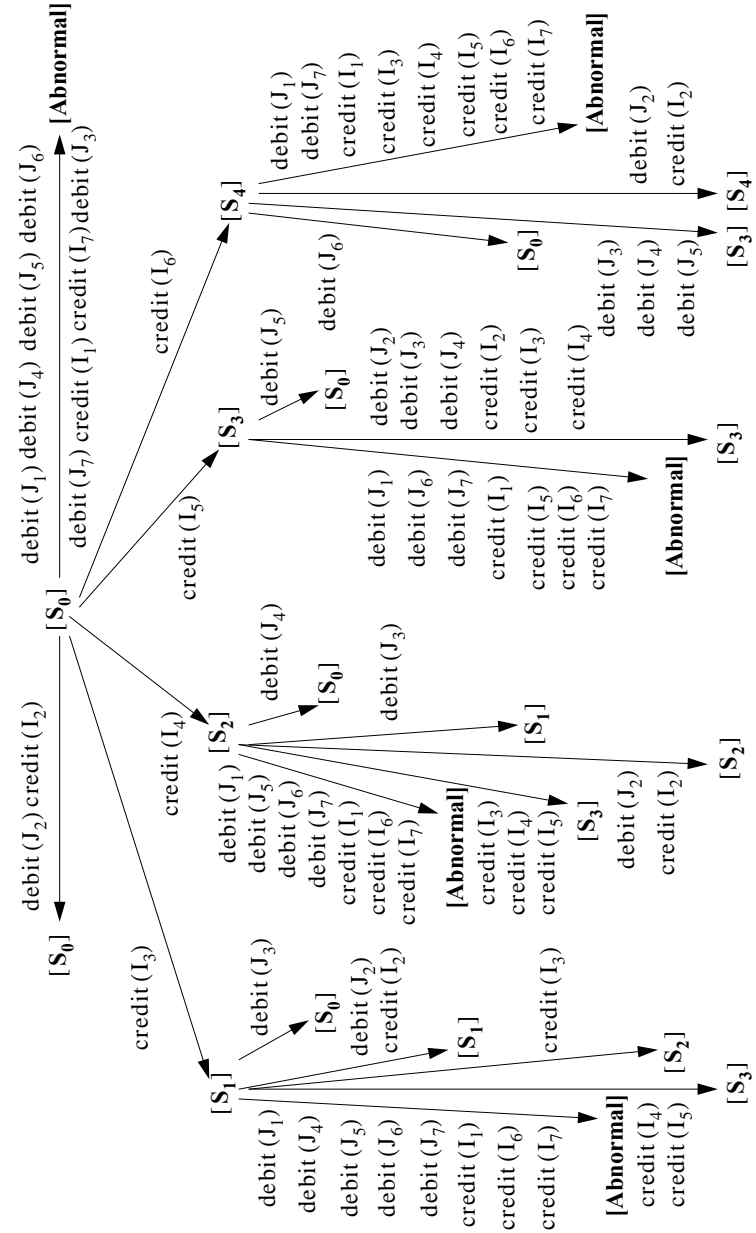 debit (J1) debit (J4) debit (J5) debit (J6)
debit (J7) credit (I1) credit (I7) debit (J3)
[Abnormal]
[S0]
debit (J2) credit (I2)
[S0]
credit (I3)
credit (I4)
credit (I5)
credit (I6)
[S1]
debit (J3)
[S0]
debit (J2)
credit (I2)
[S1]
credit (I3)
[S2]
debit (J1)
debit (J4)
debit (J5)
debit (J6)
debit (J7)
credit (I1)
credit (I6)
credit (I7)
[Abnormal]
credit (I4)
credit (I5)
[S3]
[S2]
debit (J4)
[S0]
debit (J3)
[S1]
debit (J1)
debit (J5)
debit (J6)
debit (J7)
credit (I1)
credit (I6)
credit (I7)
[Abnormal]
credit (I3)
credit (I4)
credit (I5)
[S3]
debit (J2)
credit (I2)
[S2]
[S3]
debit (J5)
[S0]
debit (J2)
debit (J3)
debit (J4)
credit (I2)
credit (I3)
credit (I4)
[S3]
debit (J1)
debit (J6)
debit (J7)
credit (I1)
credit (I5)
credit (I6)
credit (I7)
[Abnormal]
[S4]
debit (J6)
[S0]
debit (J3)
debit (J4)
debit (J5)
[S3]
debit (J1)
debit (J7)
credit (I1)
credit (I3)
credit (I4)
credit (I5)
credit (I6)
credit (I7)
[Abnormal]
debit (J2)
credit (I2)
[S4]